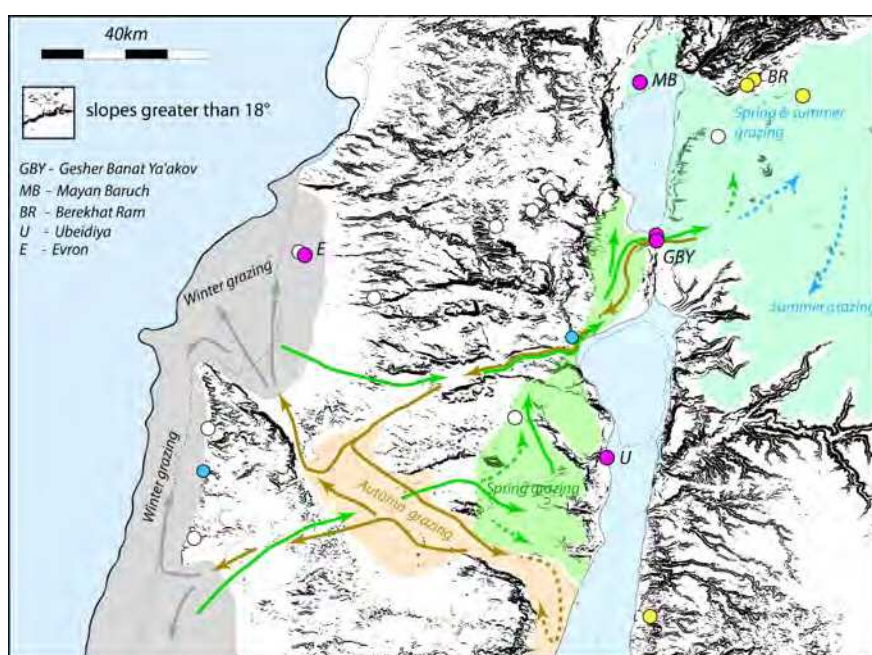 40km
slopes greater than 18°
GBY - Gesher Banat Ya'akov
MB - Mayan Baruch
BR - Berekhat Ram
U - Ubeidiya
E - Evron
MB
BR
Spring & summer
grazing
E
GBY
Winter grazing
Summer grazing
U
Winter grazing
Autumn grazing
Spring grazing